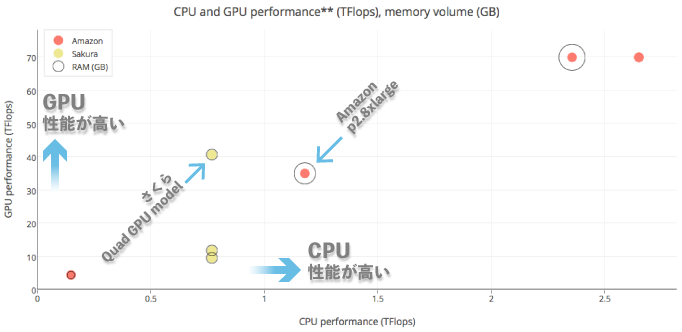 CPU and GPU performance** (TFlops), memory volume (GB)
Amazon
Sakura
RAM (GB)
GPU
性能が高い
Amazon
p2.8xlarge
さくら
Quad GPU model
CPU
性能が高い
GPU performance (TFlops)
70
60
50
40
30
20
10
0
0
0.5
1
1.5
2
2.5
CPU performance (TFlops)